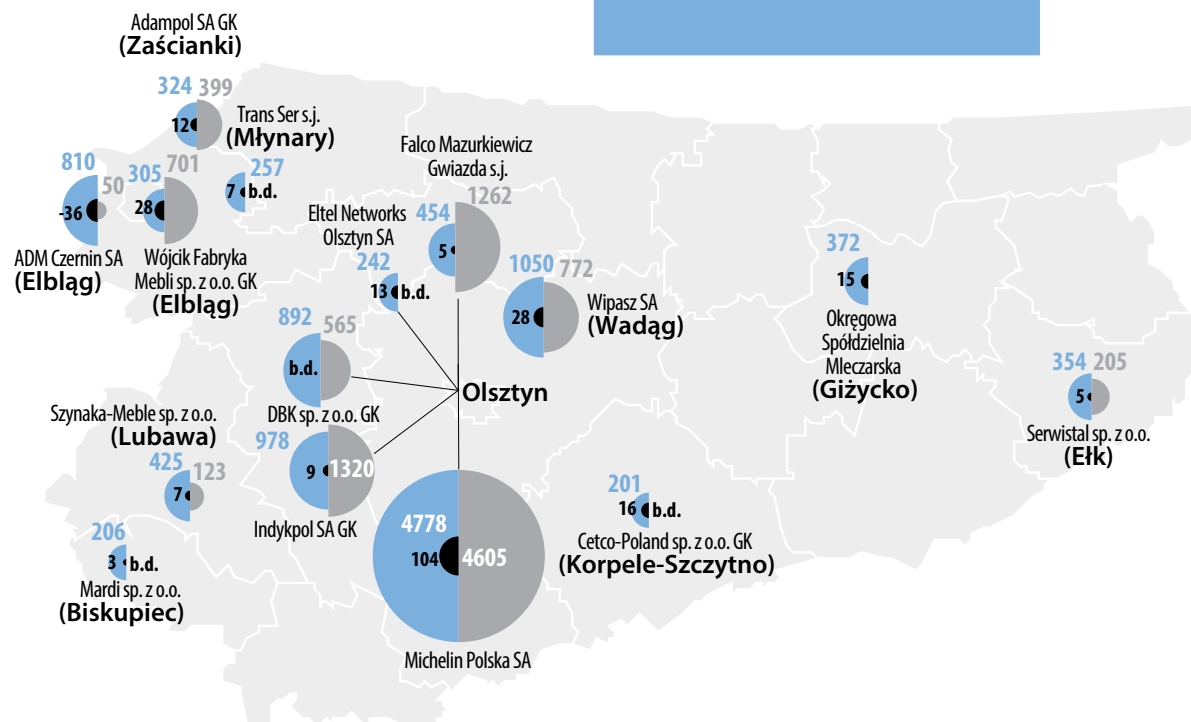 Adampol SA GK
(Zaścianki)
324 399
12
Trans Ser s.j.
(Młynary)
257
7 b.d.
810
50
-36
ADM Czernin SA
(Elbląg)
305 701
28
Wójcik Fabryka
Mebli sp. z o.o. GK
(Elbląg)
Falco Mazurkiewicz
Gwiazda s.j.
1262
454
5
Eltel Networks
Olsztyn SA
242
13 b.d.
1050 772
28
Wipasz SA
(Wadąg)
372
15
Okręgowa
Spółdzielnia
Mleczarska
(Giżycko)
354 205
5
Serwistal sp. z o.o.
(Ełk)
892 565
b.d.
DBK sp. z o.o. GK
Olsztyn
Szynaka-Meble sp. z o.o.
(Lubawa)
425 123
7
978
9 1320
Indykpol SA GK
206
3 b.d.
Mardi sp. z o.o.
(Biskupiec)
4778
104 4605
Michelin Polska SA
201
16 b.d.
Cetco-Poland sp. z o.o. GK
(Korpele-Szczytno)